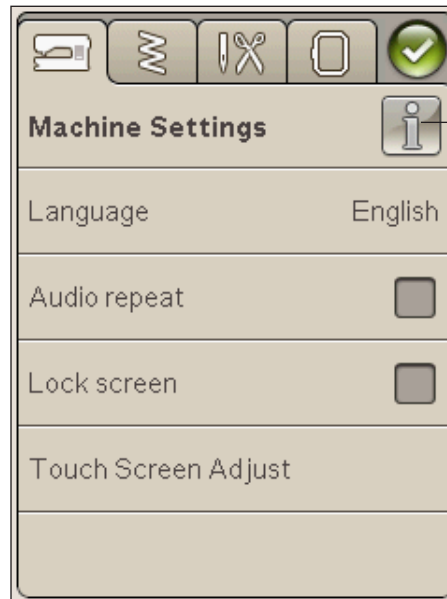 Machine Settings
Language English
Audio repeat
Lock screen
Touch Screen Adjust